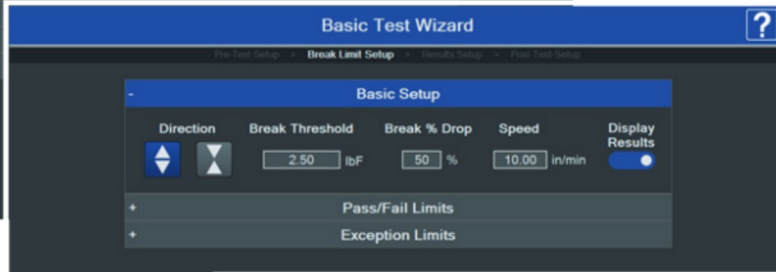 Basic Test Wizard
?
Pre-Test Setup - Break Limit Setup - Results Setup - Post-Test-Setup
- Basic Setup
Direction Break Threshold Break % Drop Speed Display Results
2.50 lbF 50 % 10.00 in/min
+ Pass/Fail Limits
+ Exception Limits